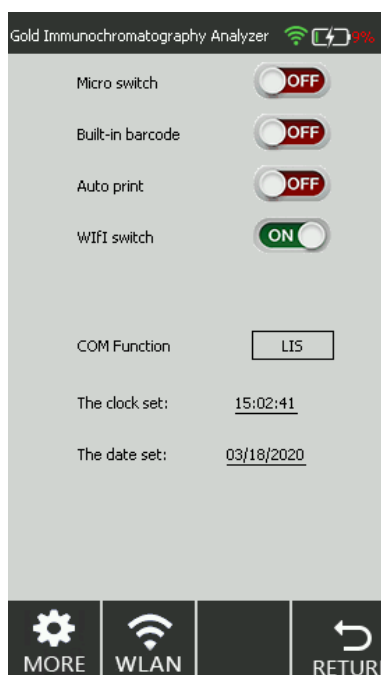 Gold Immunochromatography Analyzer 9%
Micro switch OFF
Built-in barcode OFF
Auto print OFF
WIfI switch ON
COM Function LIS
The clock set: 15:02:41
The date set: 03/18/2020
MORE WLAN RETURN